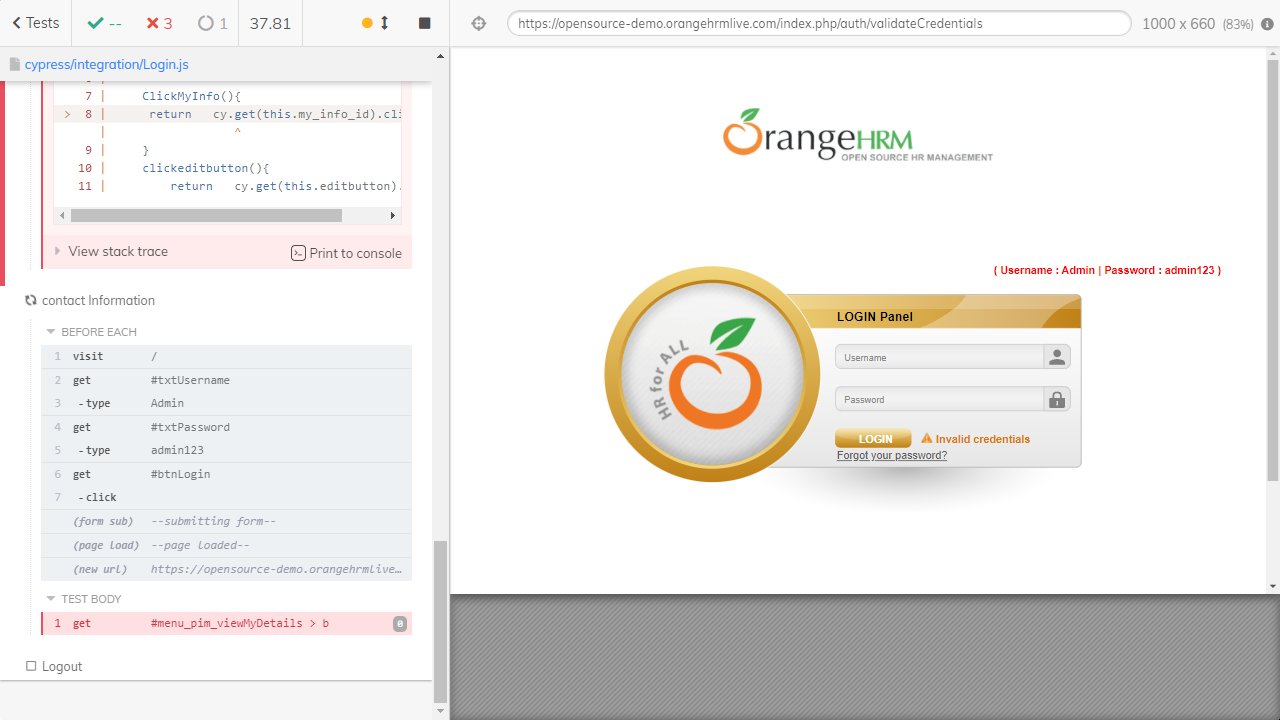 Tests
--
3
1
37.81
https://opensource-demo.orangehrmlive.com/index.php/auth/validateCredentials
1000 x 660 (83%)
cypress/integration/Login.js
7 | ClickMyInfo(){
> 8 | return cy.get(this.my_info_id).cli
| ^
9 | }
10 | clickeditbutton(){
11 | return cy.get(this.editbutton).
View stack trace
Print to console
contact Information
BEFORE EACH
1 visit /
2 get #txtUsername
3 -type Admin
4 get #txtPassword
5 -type admin123
6 get #btnLogin
7 -click
(form sub) --submitting form--
(page load) --page loaded--
(new url) https://opensource-demo.orangehrmlive…
TEST BODY
1 get #menu_pim_viewMyDetails > b 0
Logout
OrangeHRM
OPEN SOURCE HR MANAGEMENT
( Username : Admin | Password : admin123 )
HR for ALL
LOGIN Panel
Username
Password
LOGIN
Invalid credentials
Forgot your password?